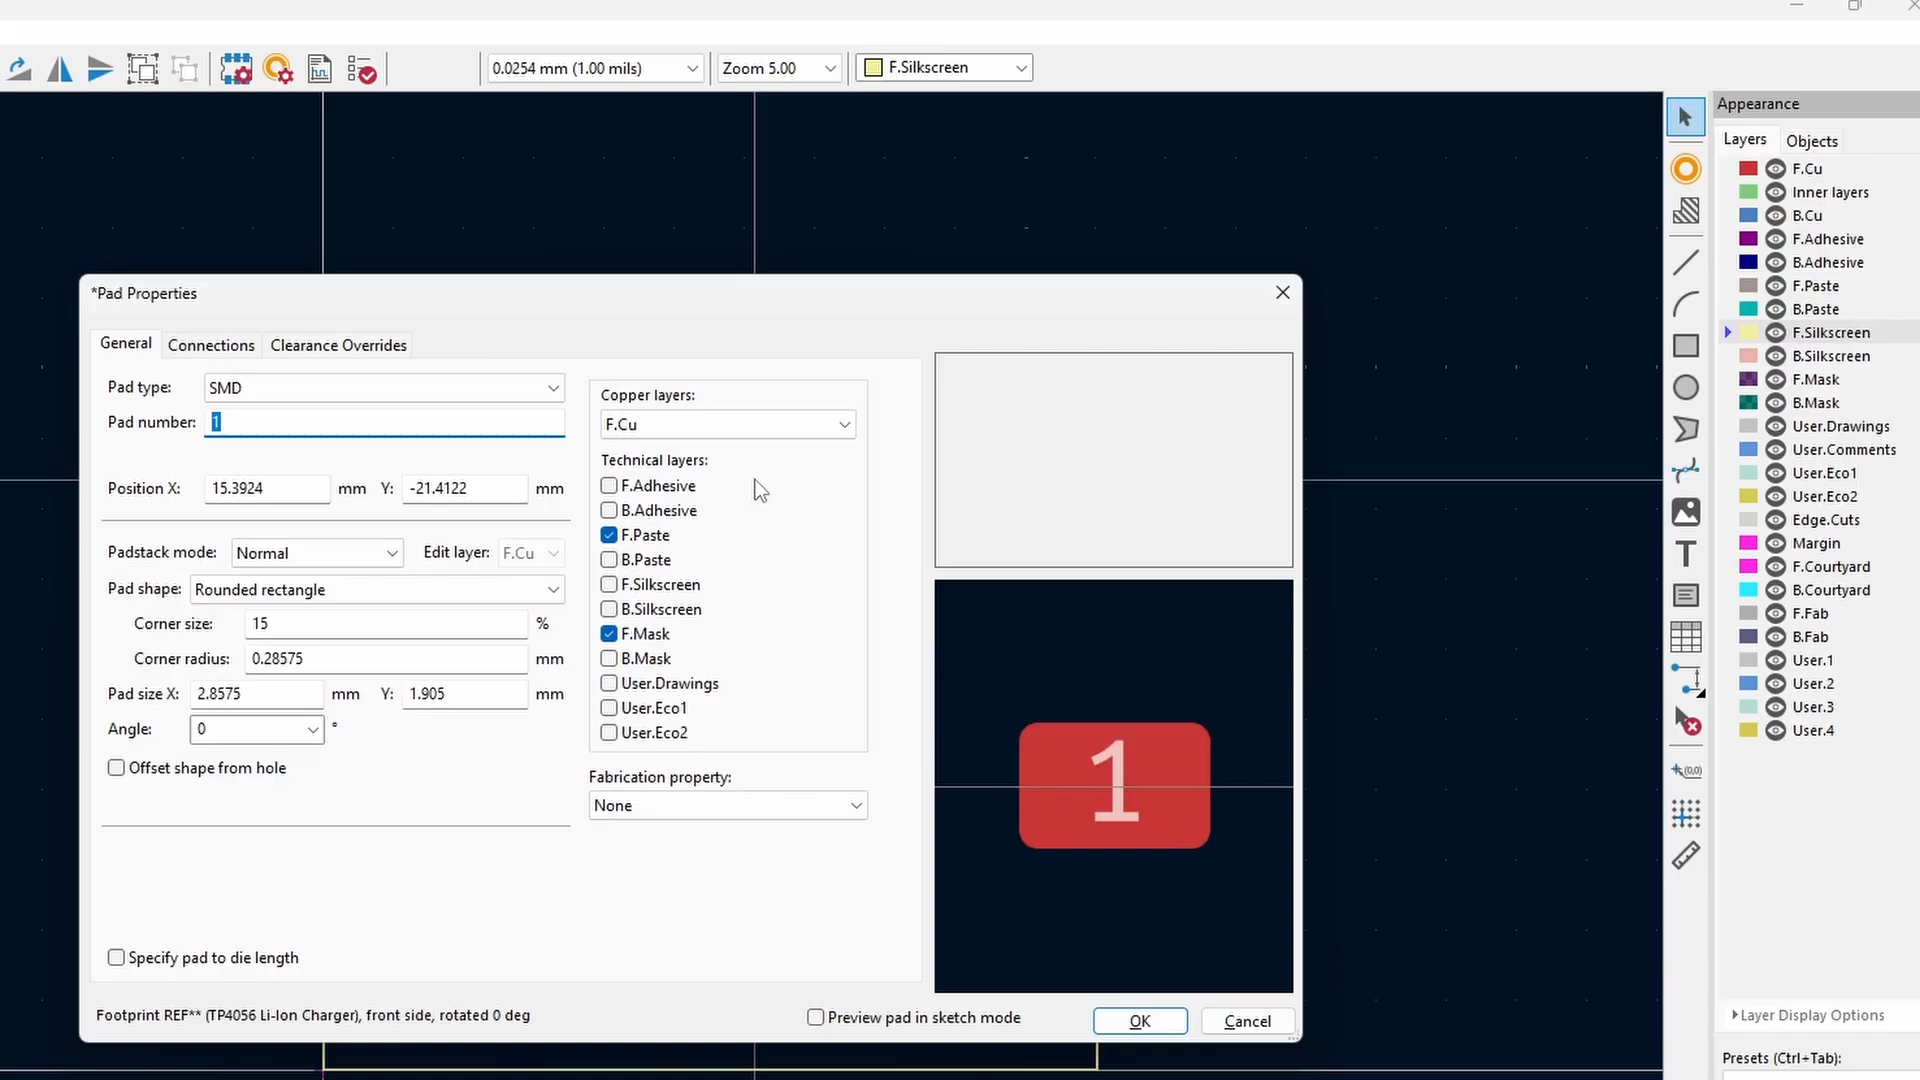 0.0254 mm (1.00 mils)
Zoom 5.00
F.Silkscreen
Appearance
Layers Objects
F.Cu
Inner layers
B.Cu
F.Adhesive
B.Adhesive
F.Paste
B.Paste
F.Silkscreen
B.Silkscreen
F.Mask
B.Mask
User.Drawings
User.Comments
User.Eco1
User.Eco2
Edge.Cuts
Margin
F.Courtyard
B.Courtyard
F.Fab
B.Fab
User.1
User.2
User.3
User.4
Layer Display Options
Presets (Ctrl+Tab):
(0,0)
*Pad Properties
General Connections Clearance Overrides
Pad type: SMD
Pad number: 1
Position X: 15.3924 mm Y: -21.4122 mm
Padstack mode: Normal Edit layer: F.Cu
Pad shape: Rounded rectangle
Corner size: 15 %
Corner radius: 0.28575 mm
Pad size X: 2.8575 mm Y: 1.905 mm
Angle: 0 °
Offset shape from hole
Specify pad to die length
Copper layers:
F.Cu
Technical layers:
F.Adhesive
B.Adhesive
F.Paste
B.Paste
F.Silkscreen
B.Silkscreen
F.Mask
B.Mask
User.Drawings
User.Eco1
User.Eco2
Fabrication property:
None
1
Footprint REF** (TP4056 Li-Ion Charger), front side, rotated 0 deg
Preview pad in sketch mode
OK
Cancel